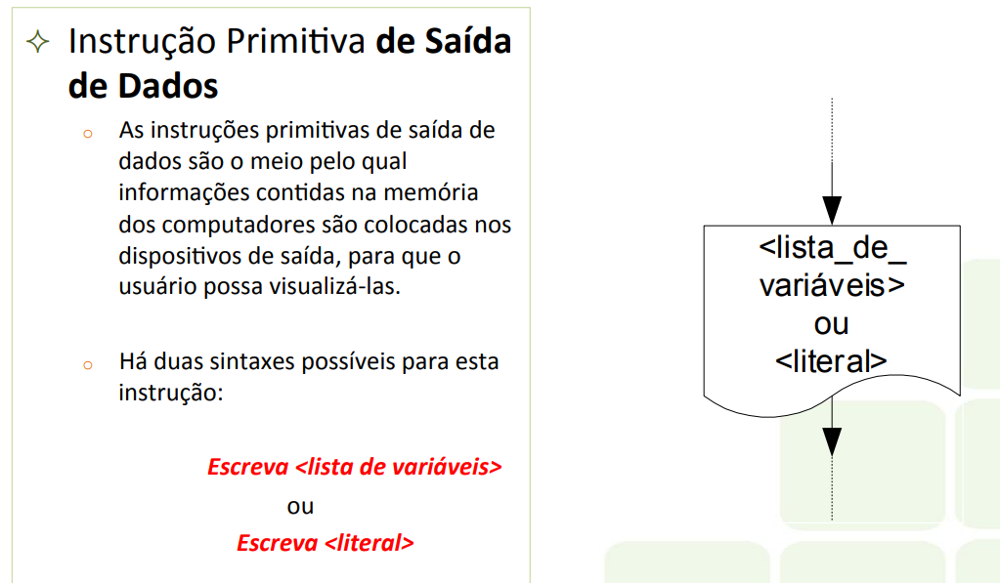 Instrução Primitiva de Saída
de Dados
As instruções primitivas de saída de
dados são o meio pelo qual
informações contidas na memória
dos computadores são colocadas nos
dispositivos de saída, para que o
usuário possa visualizá-las.
Há duas sintaxes possíveis para esta
instrução:
Escreva <lista de variáveis>
ou
Escreva <literal>
<lista_de_
variáveis>
ou
<literal>